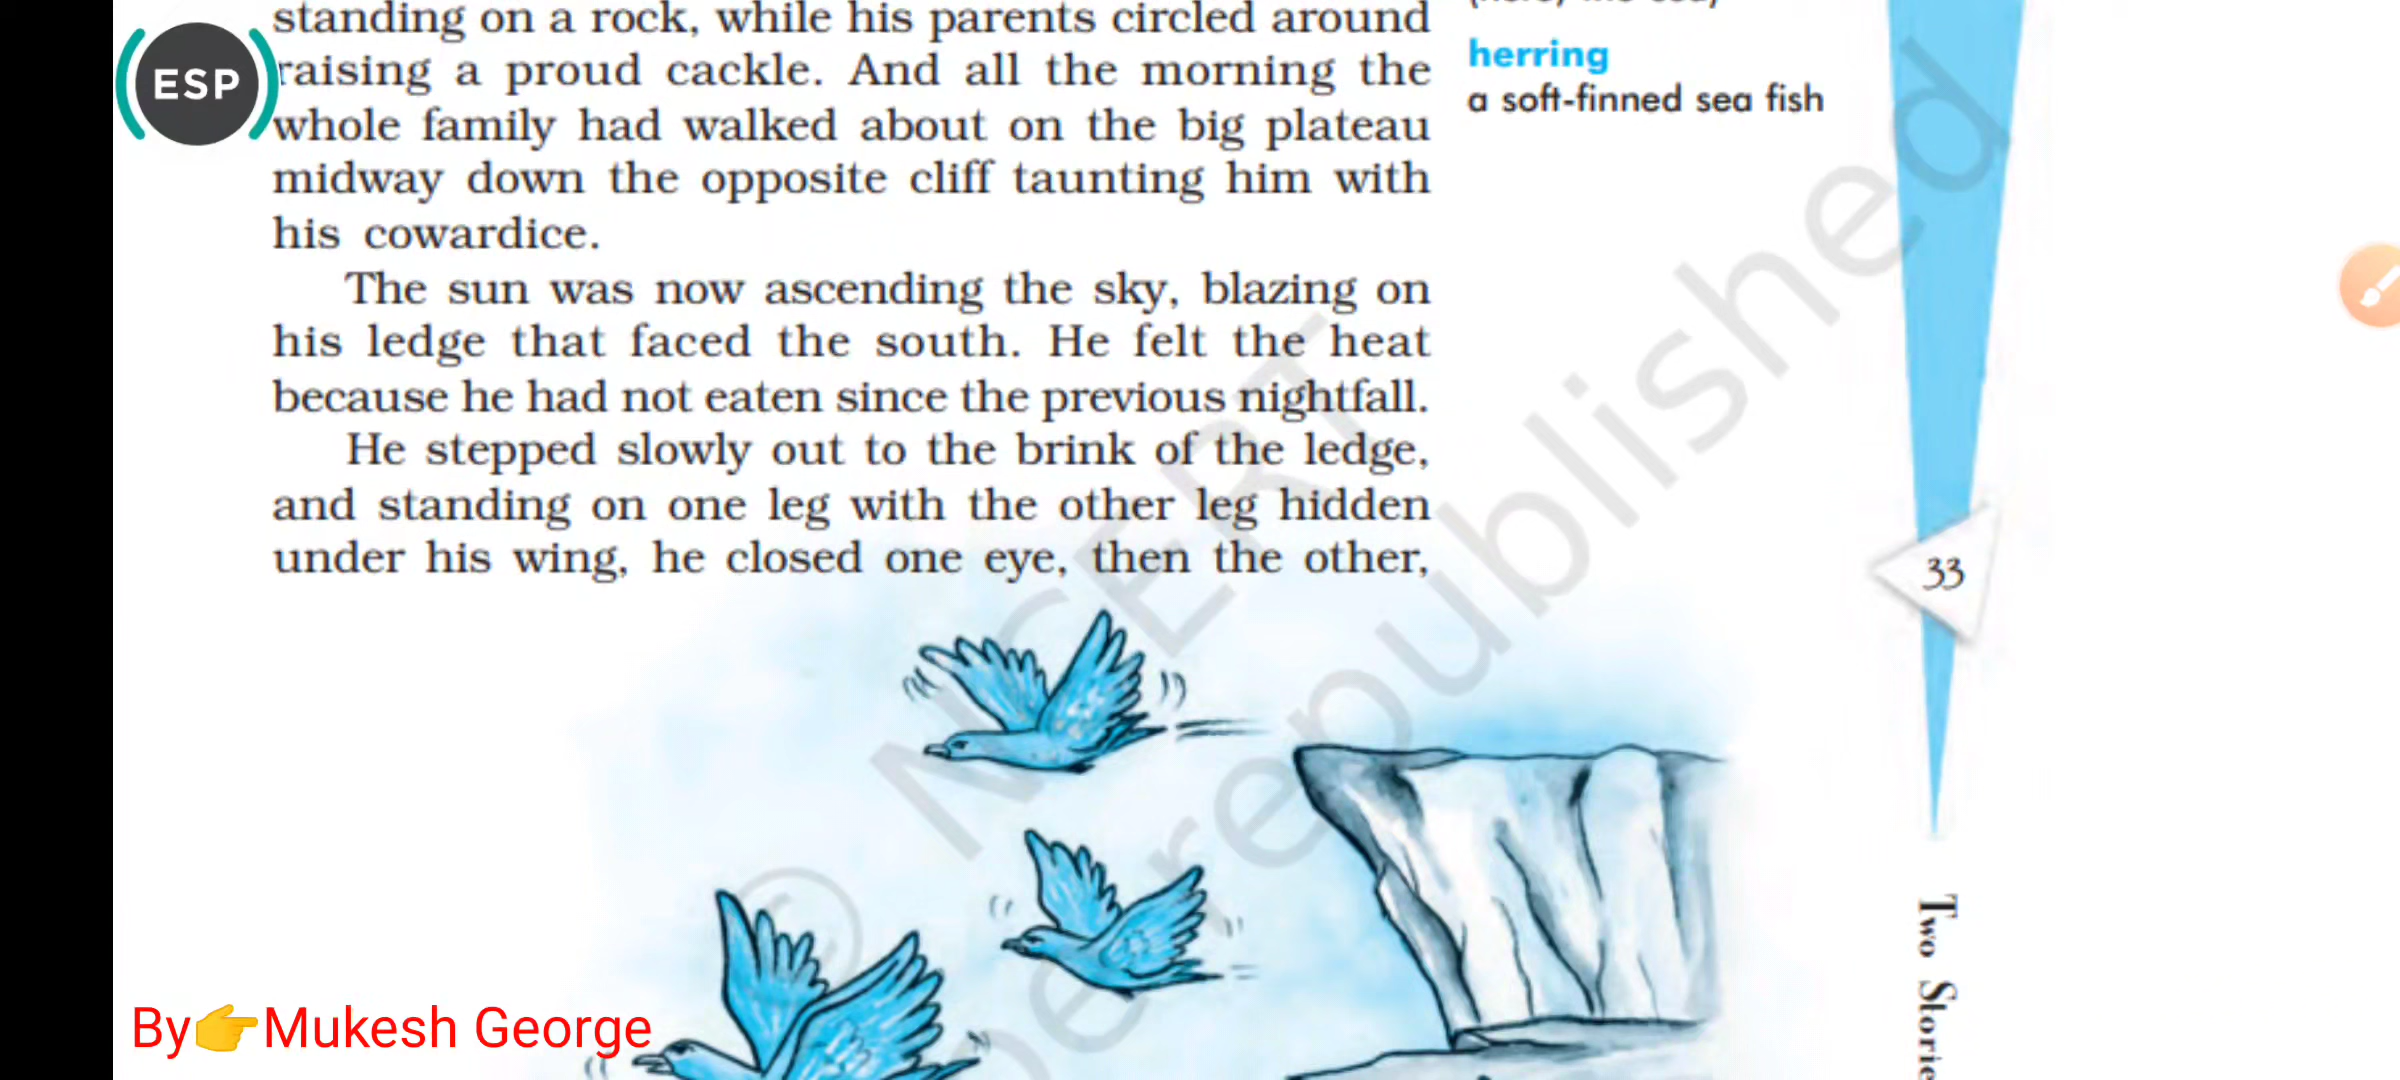 standing on a rock, while his parents circled around
raising a proud cackle. And all the morning the
whole family had walked about on the big plateau
midway down the opposite cliff taunting him with
his cowardice.
The sun was now ascending the sky, blazing on
his ledge that faced the south. He felt the heat
because he had not eaten since the previous nightfall.
He stepped slowly out to the brink of the ledge,
and standing on one leg with the other leg hidden
under his wing, he closed one eye, then the other,
herring
a soft-finned sea fish
ESP
33
Two
© NCERT
republished
By👉Mukesh George